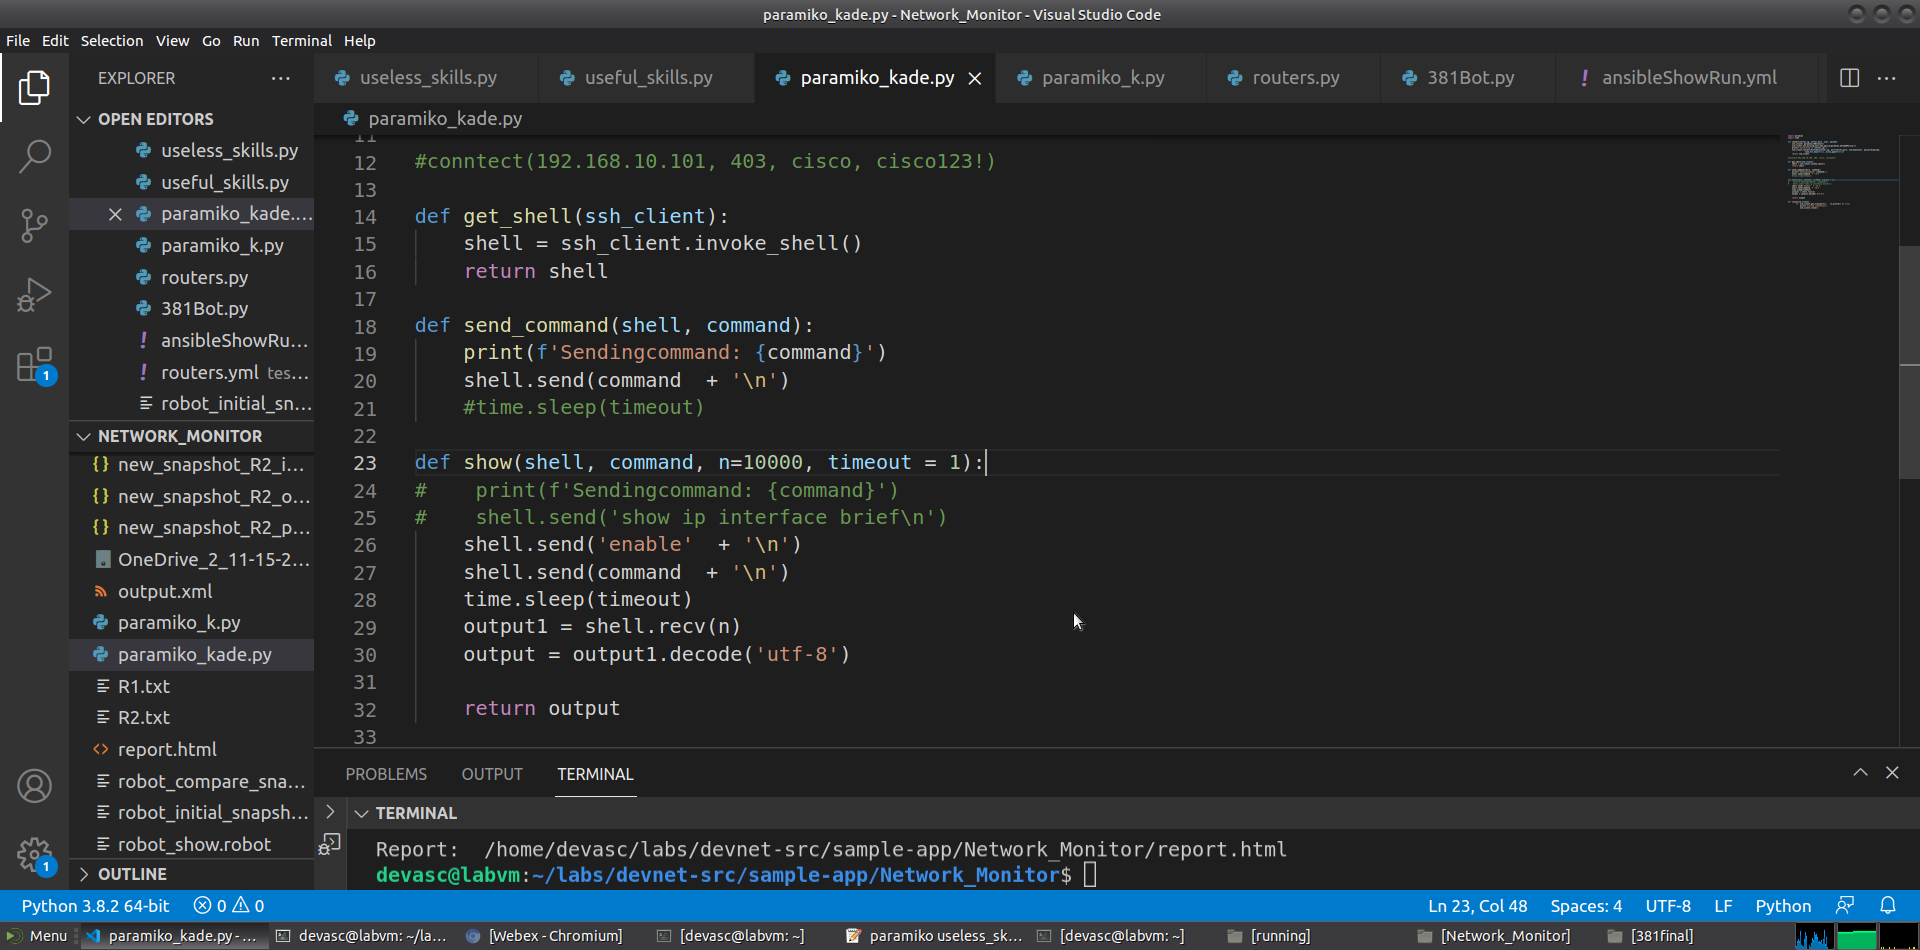 paramiko_kade.py - Network_Monitor - Visual Studio Code
File Edit Selection View Go Run Terminal Help
EXPLORER
OPEN EDITORS
useless_skills.py
useful_skills.py
paramiko_kade....
paramiko_k.py
routers.py
381Bot.py
! ansibleShowRu...
! routers.yml tes...
robot_initial_sn...
NETWORK_MONITOR
{} new_snapshot_R2_i...
{} new_snapshot_R2_o...
{} new_snapshot_R2_p...
OneDrive_2_11-15-2...
output.xml
paramiko_k.py
paramiko_kade.py
R1.txt
R2.txt
<> report.html
robot_compare_sna...
robot_initial_snapsh...
robot_show.robot
OUTLINE
1
1
useless_skills.py useful_skills.py paramiko_kade.py paramiko_k.py routers.py 381Bot.py ! ansibleShowRun.yml
paramiko_kade.py
11
12 #conntect(192.168.10.101, 403, cisco, cisco123!)
13
14 def get_shell(ssh_client):
15     shell = ssh_client.invoke_shell()
16     return shell
17
18 def send_command(shell, command):
19     print(f'Sendingcommand: {command}')
20     shell.send(command  + '\n')
21     #time.sleep(timeout)
22
23 def show(shell, command, n=10000, timeout = 1):
24 #    print(f'Sendingcommand: {command}')
25 #    shell.send('show ip interface brief\n')
26     shell.send('enable'  + '\n')
27     shell.send(command  + '\n')
28     time.sleep(timeout)
29     output1 = shell.recv(n)
30     output = output1.decode('utf-8')
31
32     return output
33
PROBLEMS OUTPUT TERMINAL
TERMINAL
Report:  /home/devasc/labs/devnet-src/sample-app/Network_Monitor/report.html
devasc@labvm:~/labs/devnet-src/sample-app/Network_Monitor$
Python 3.8.2 64-bit 0 0 Ln 23, Col 48 Spaces: 4 UTF-8 LF Python
Menu paramiko_kade.py - ... devasc@labvm: ~/la... [Webex - Chromium] [devasc@labvm: ~] paramiko useless_sk... [devasc@labvm: ~] [running] [Network_Monitor] [381final]